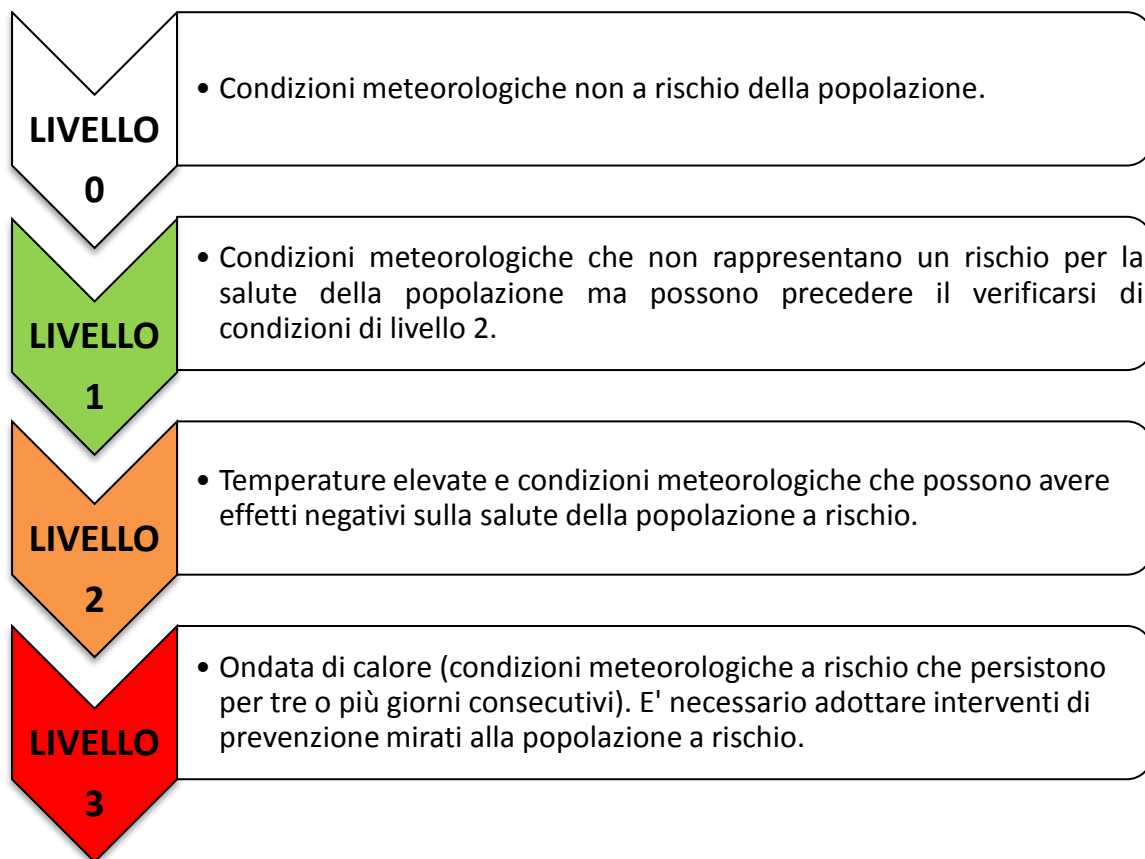 LIVELLO
0
• Condizioni meteorologiche non a rischio della popolazione.
LIVELLO
1
• Condizioni meteorologiche che non rappresentano un rischio per la
salute della popolazione ma possono precedere il verificarsi di
condizioni di livello 2.
LIVELLO
2
• Temperature elevate e condizioni meteorologiche che possono avere
effetti negativi sulla salute della popolazione a rischio.
LIVELLO
3
• Ondata di calore (condizioni meteorologiche a rischio che persistono
per tre o più giorni consecutivi). E' necessario adottare interventi di
prevenzione mirati alla popolazione a rischio.